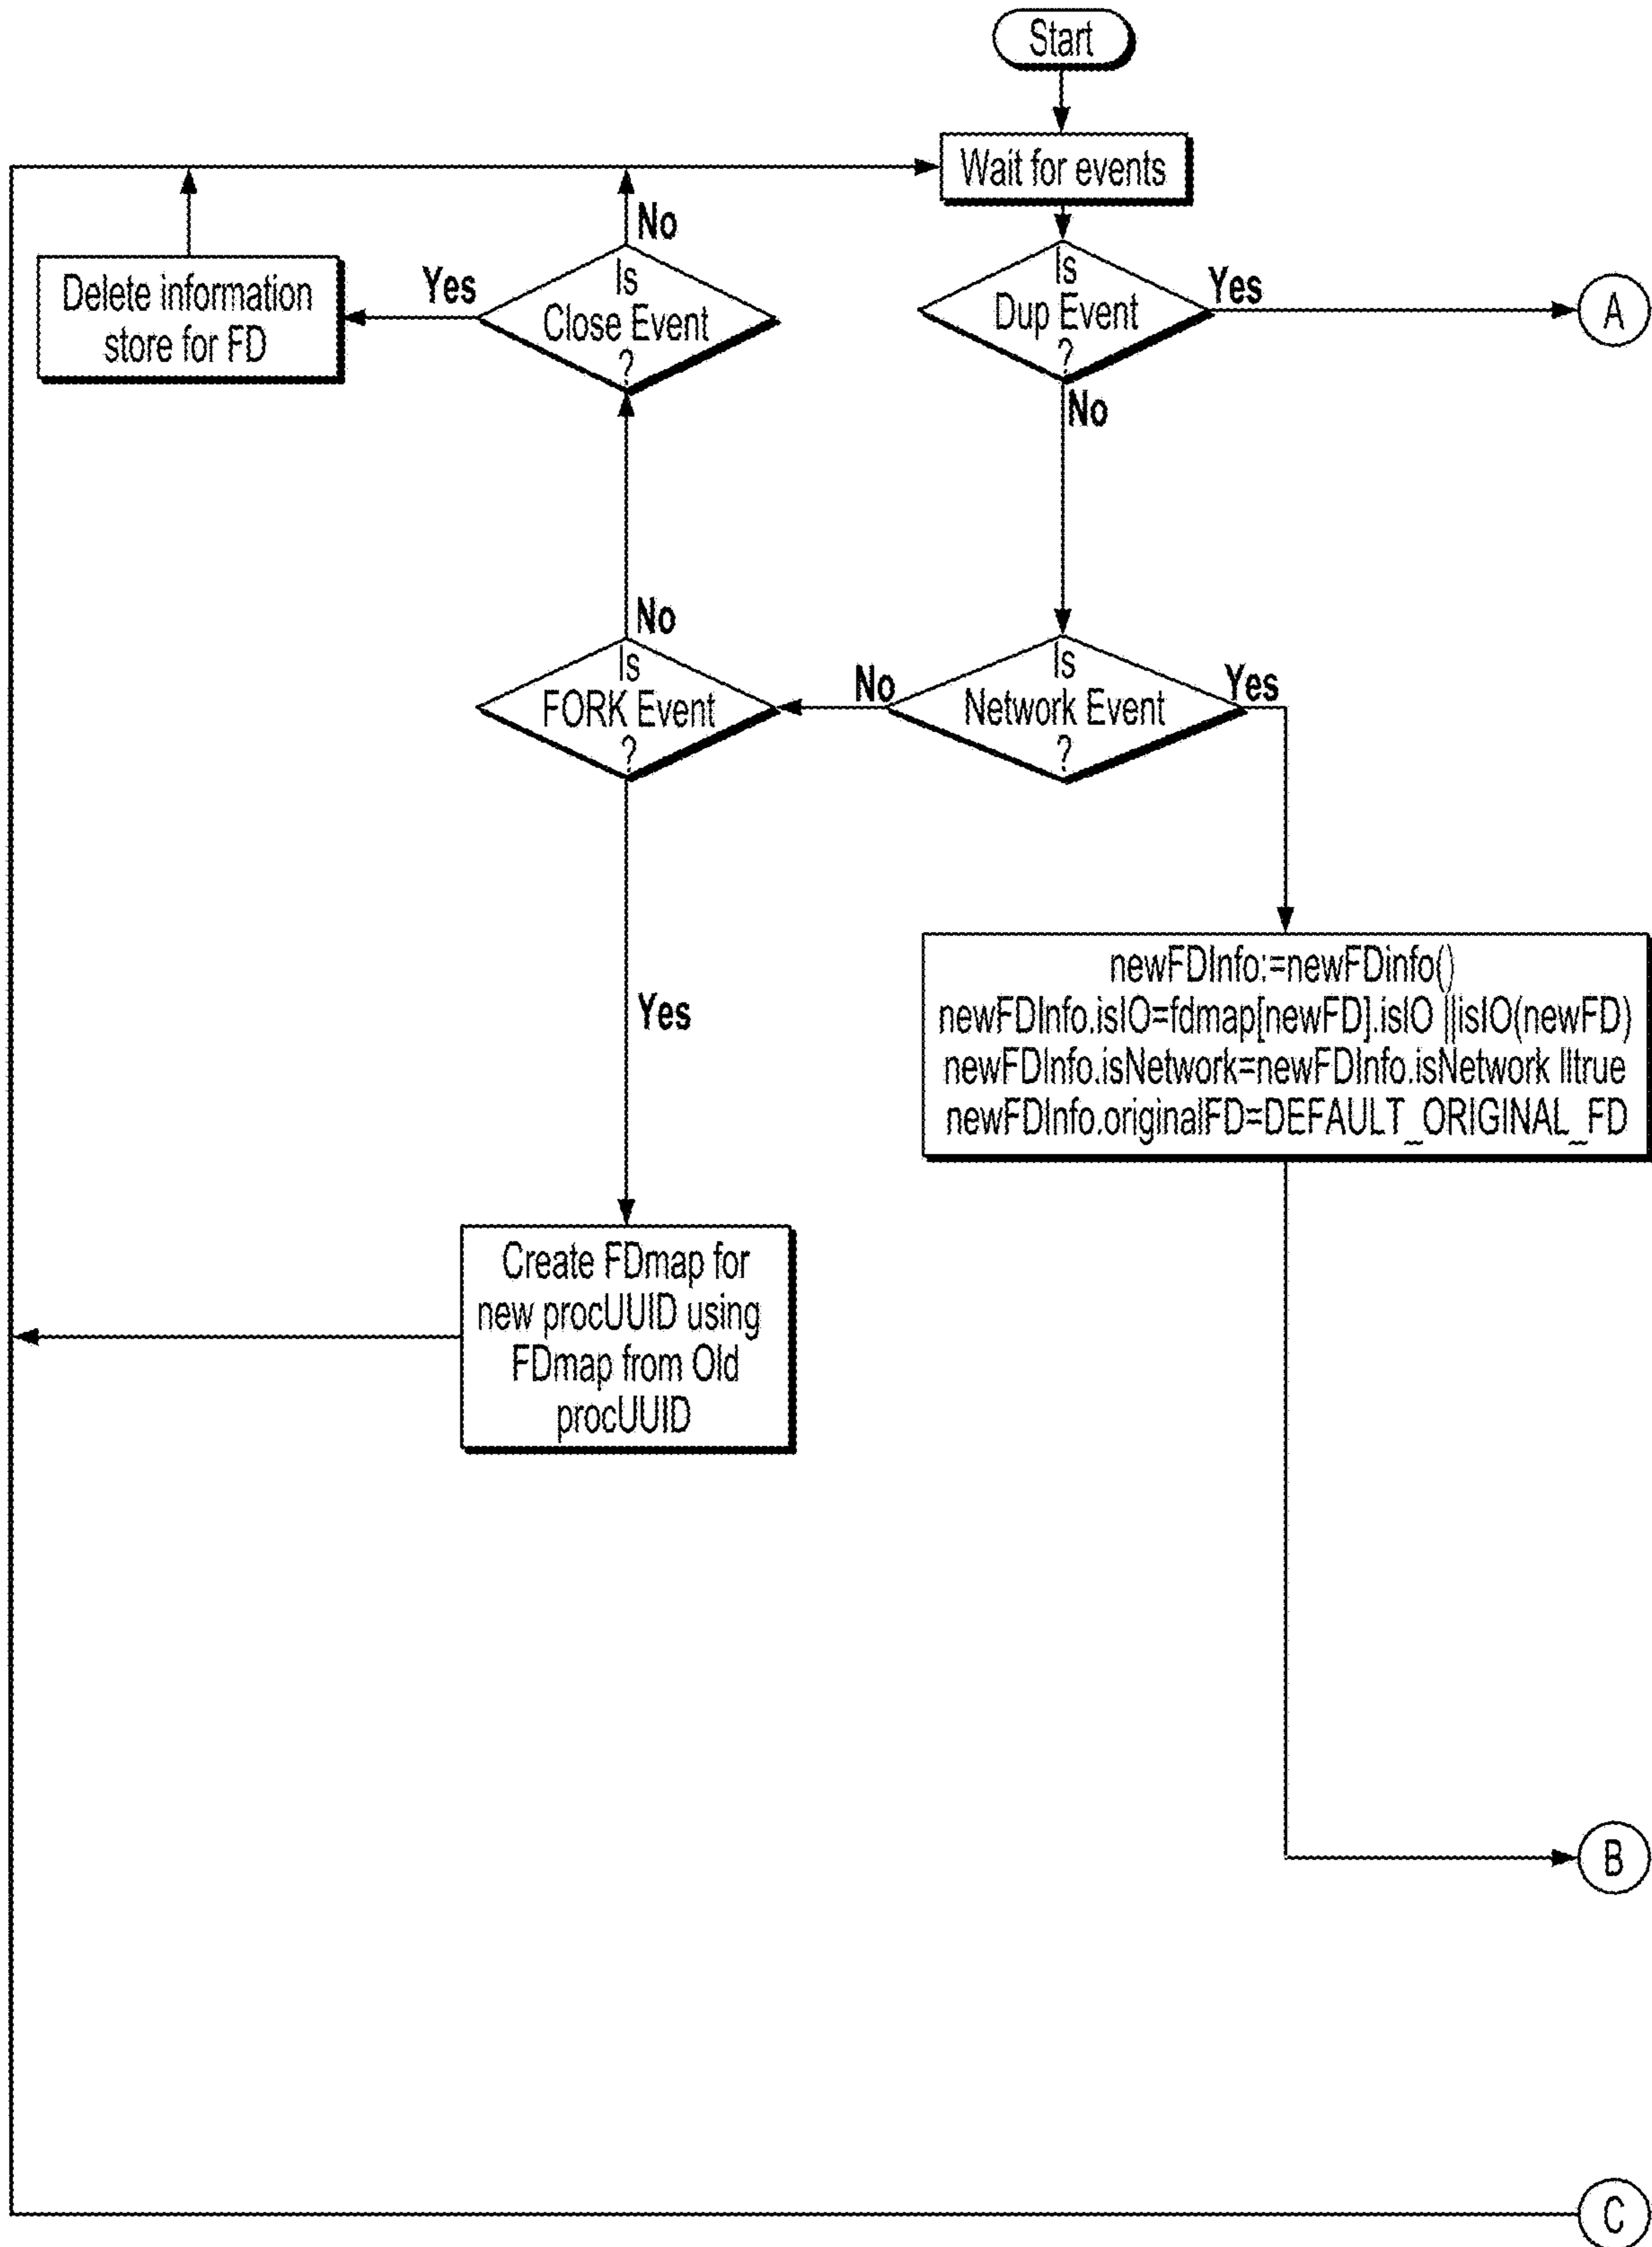 Start
Wait for events
Is
Dup Event
?
Yes
A
No
Is
Close Event
?
Yes
No
Delete information
store for FD
Is
Network Event
?
Yes
No
Is
FORK Event
?
No
Yes
newFDInfo:=newFDinfo()
newFDInfo.isIO=fdmap[newFD].isIO ||isIO(newFD)
newFDInfo.isNetwork=newFDInfo.isNetwork ||true
newFDInfo.originalFD=DEFAULT_ORIGINAL_FD
Create FDmap for
new procUUID using
FDmap from Old
procUUID
B
C